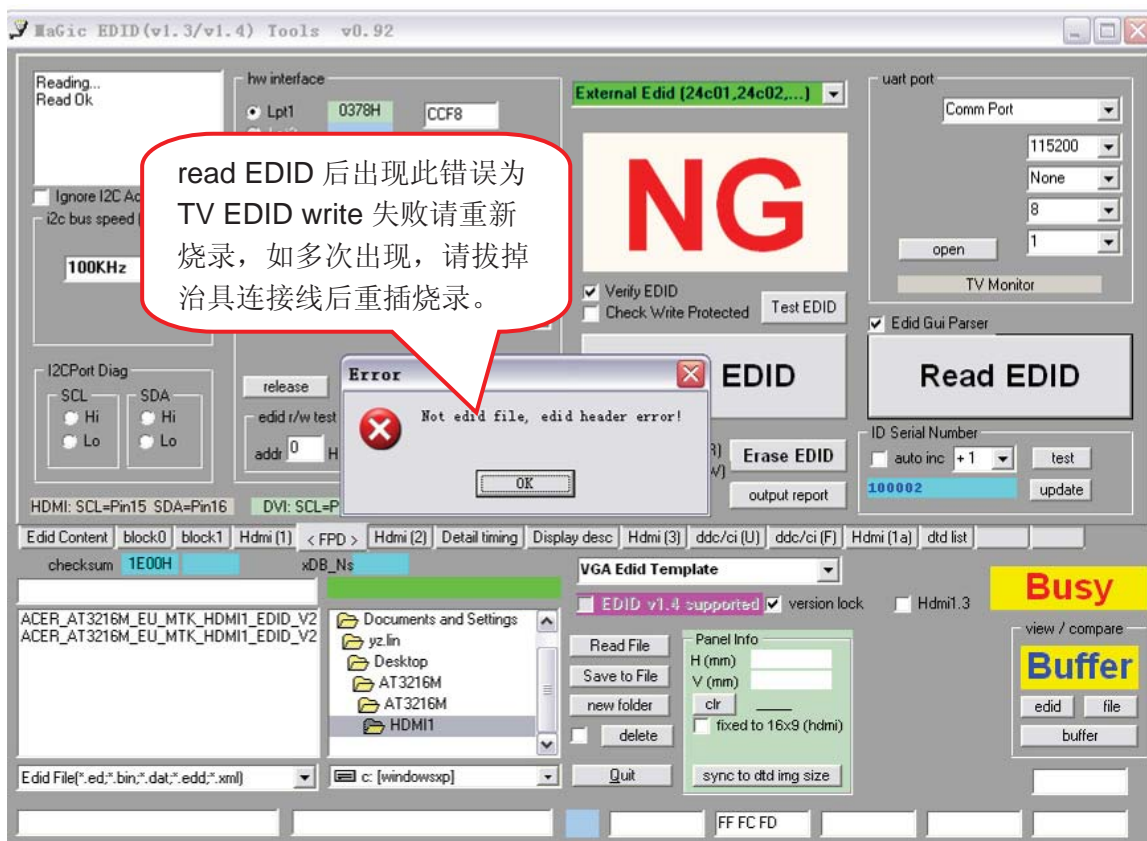 MaGic EDID(v1.3/v1.4) Tools v0.92
Reading...
Read Ok
hw interface
Lpt1 0378H CCF8
External Edid (24c01,24c02,...)
uart port
Comm Port
115200
None
8
1
open
TV Monitor
read EDID 后出现此错误为
TV EDID write 失败请重新
烧录，如多次出现，请拔掉
治具连接线后重插烧录。
Ignore I2C
i2c bus speed
100KHz
NG
Verify EDID
Check Write Protected
Test EDID
Edid Gui Parser
EDID
Read EDID
I2CPort Diag
SCL SDA
Hi Hi
Lo Lo
release
edid r/w test
addr 0 H
Error
Not edid file, edid header error!
OK
Erase EDID
output report
ID Serial Number
auto inc +1 test
100002 update
HDMI: SCL=Pin15 SDA=Pin16
DVI: SCL=P
Edid Content block0 block1 Hdmi (1) < FPD > Hdmi (2) Detail timing Display desc Hdmi (3) ddc/ci (U) ddc/ci (F) Hdmi (1a) dtd list
checksum 1E00H xDB_Ns
ACER_AT3216M_EU_MTK_HDMI1_EDID_V2
ACER_AT3216M_EU_MTK_HDMI1_EDID_V2
Documents and Settings
yz.lin
Desktop
AT3216M
AT3216M
HDMI1
Edid File(*.ed;*.bin;*.dat;*.edd;*.xml)
c: [windowsxp]
VGA Edid Template
EDID v1.4 supported version lock Hdmi1.3
Read File
Save to File
new folder
delete
Quit
Panel Info
H (mm)
V (mm)
clr
fixed to 16x9 (hdmi)
sync to dtd img size
Busy
view / compare
Buffer
edid file
buffer
FF FC FD